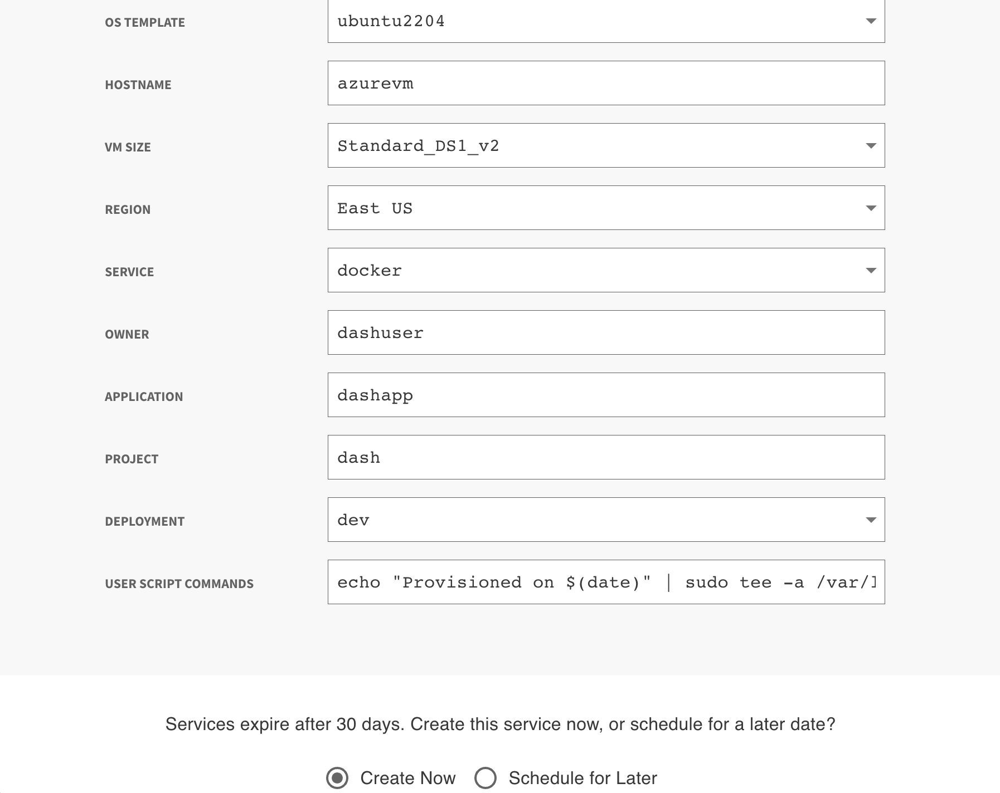 OS TEMPLATE ubuntu2204
HOSTNAME azurevm
VM SIZE Standard_DS1_v2
REGION East US
SERVICE docker
OWNER dashuser
APPLICATION dashapp
PROJECT dash
DEPLOYMENT dev
USER SCRIPT COMMANDS echo "Provisioned on $(date)" | sudo tee -a /var/l
Services expire after 30 days. Create this service now, or schedule for a later date?
Create Now Schedule for Later